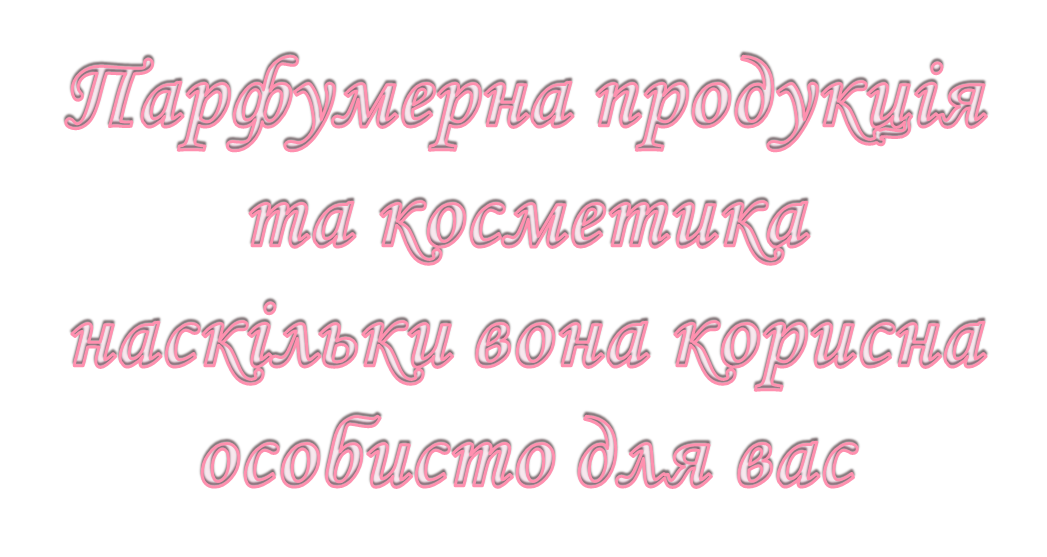 Парфумерна продукція
та косметика
наскільки вона корисна
особисто для вас